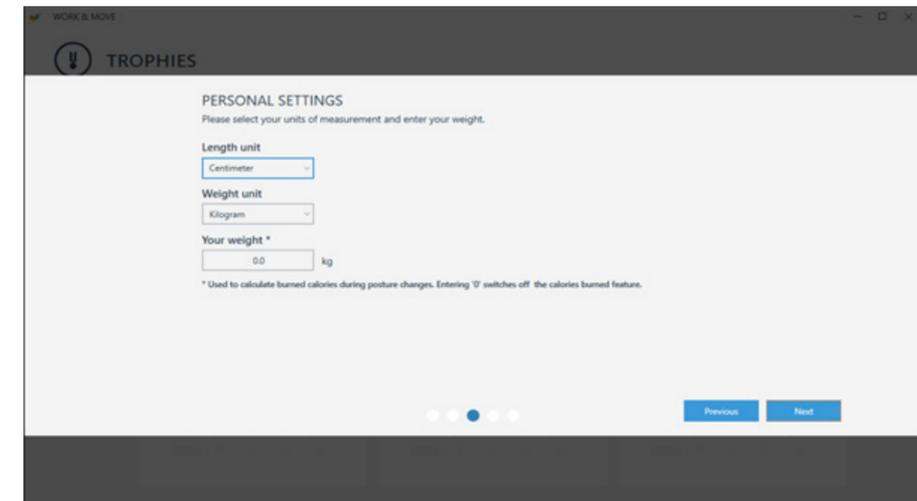 WORK & MOVE
TROPHIES
PERSONAL SETTINGS
Please select your units of measurement and enter your weight.
Length unit
Centimeter
Weight unit
Kilogram
Your weight *
0.0 kg
* Used to calculate burned calories during posture changes. Entering '0' switches off the calories burned feature.
Previous Next